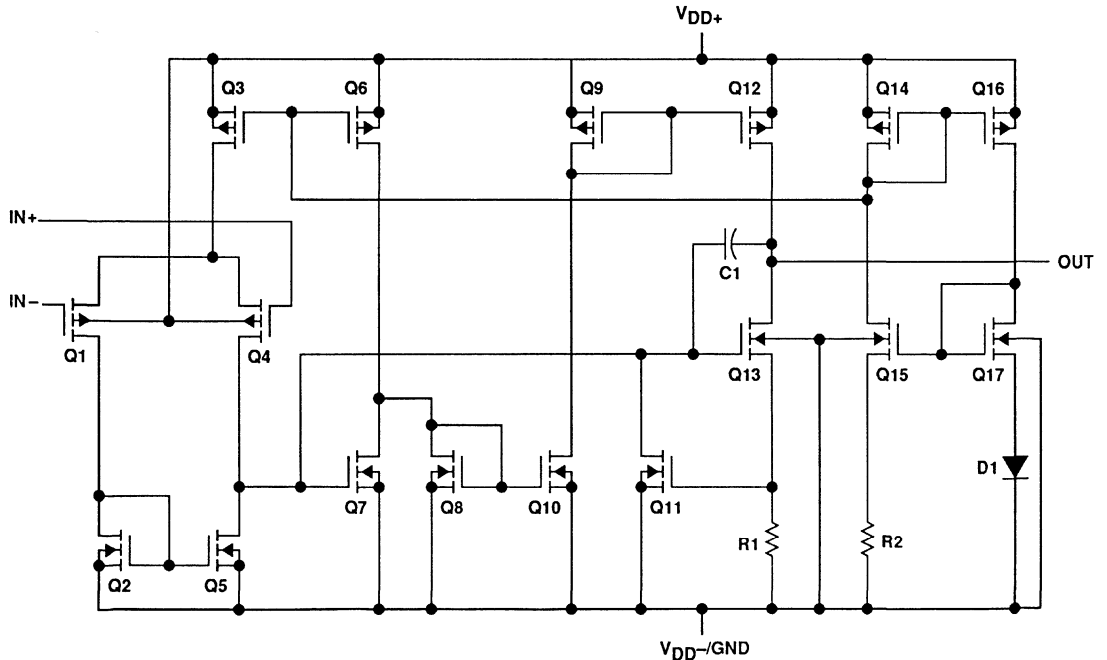 VDD+
Q3
Q6
Q9
Q12
Q14
Q16
IN+
C1
OUT
IN−
Q1
Q4
Q13
Q15
Q17
D1
Q7
Q8
Q10
Q11
R1
R2
Q2
Q5
VDD−/GND